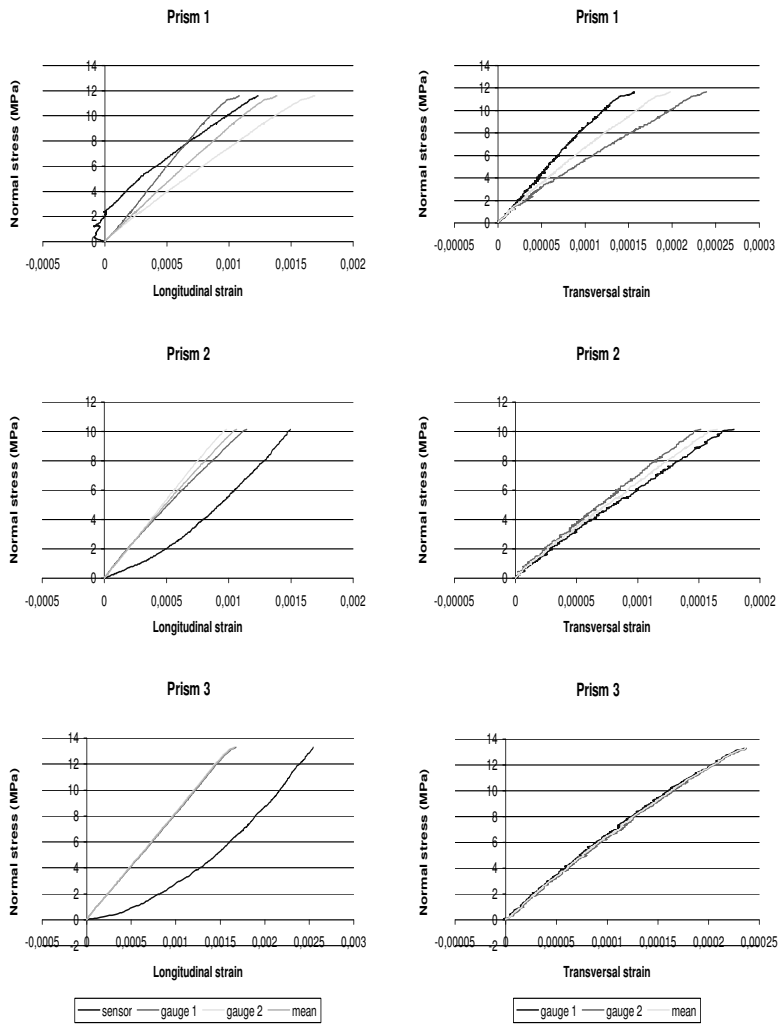 Prism 1
Normal stress (MPa)
14
12
10
8
6
4
2
0
-0,0005 0 0,0005 0,001 0,0015 0,002
Longitudinal strain
Prism 1
Normal stress (MPa)
14
12
10
8
6
4
2
0
-0,00005 0 0,00005 0,0001 0,00015 0,0002 0,00025 0,0003
Transversal strain
Prism 2
Normal stress (MPa)
12
10
8
6
4
2
0
-0,0005 0 0,0005 0,001 0,0015 0,002
Longitudinal strain
Prism 2
Normal stress (MPa)
12
10
8
6
4
2
0
-0,00005 0 0,00005 0,0001 0,00015 0,0002
Transversal strain
Prism 3
Normal stress (MPa)
14
12
10
8
6
4
2
0
-2
-0,0005 0 0,0005 0,001 0,0015 0,002 0,0025 0,003
Longitudinal strain
sensor gauge 1 gauge 2 mean
Prism 3
Normal stress (MPa)
14
12
10
8
6
4
2
0
-2
-0,00005 0 0,00005 0,0001 0,00015 0,0002 0,00025
Transversal strain
gauge 1 gauge 2 mean